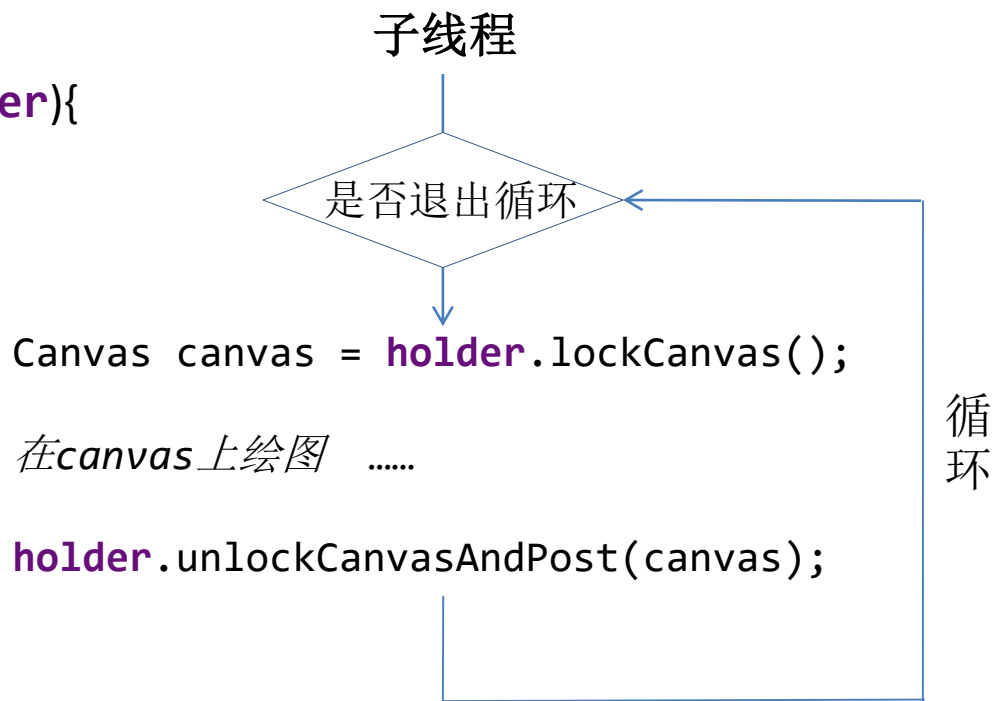 子线程
er){
是否退出循环
Canvas canvas = holder.lockCanvas();
在canvas上绘图 ……
holder.unlockCanvasAndPost(canvas);
循
环